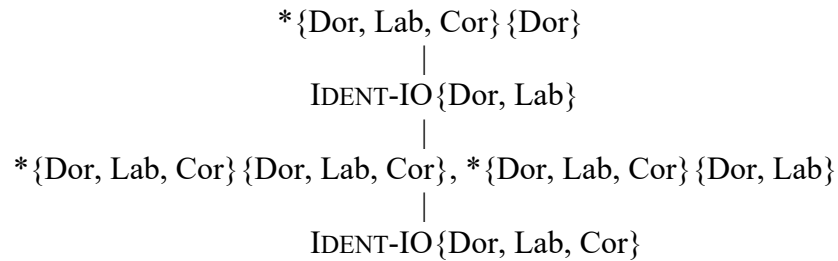 *{Dor, Lab, Cor}{Dor}
|
IDENT-IO{Dor, Lab}
|
*{Dor, Lab, Cor}{Dor, Lab, Cor}, *{Dor, Lab, Cor}{Dor, Lab}
|
IDENT-IO{Dor, Lab, Cor}